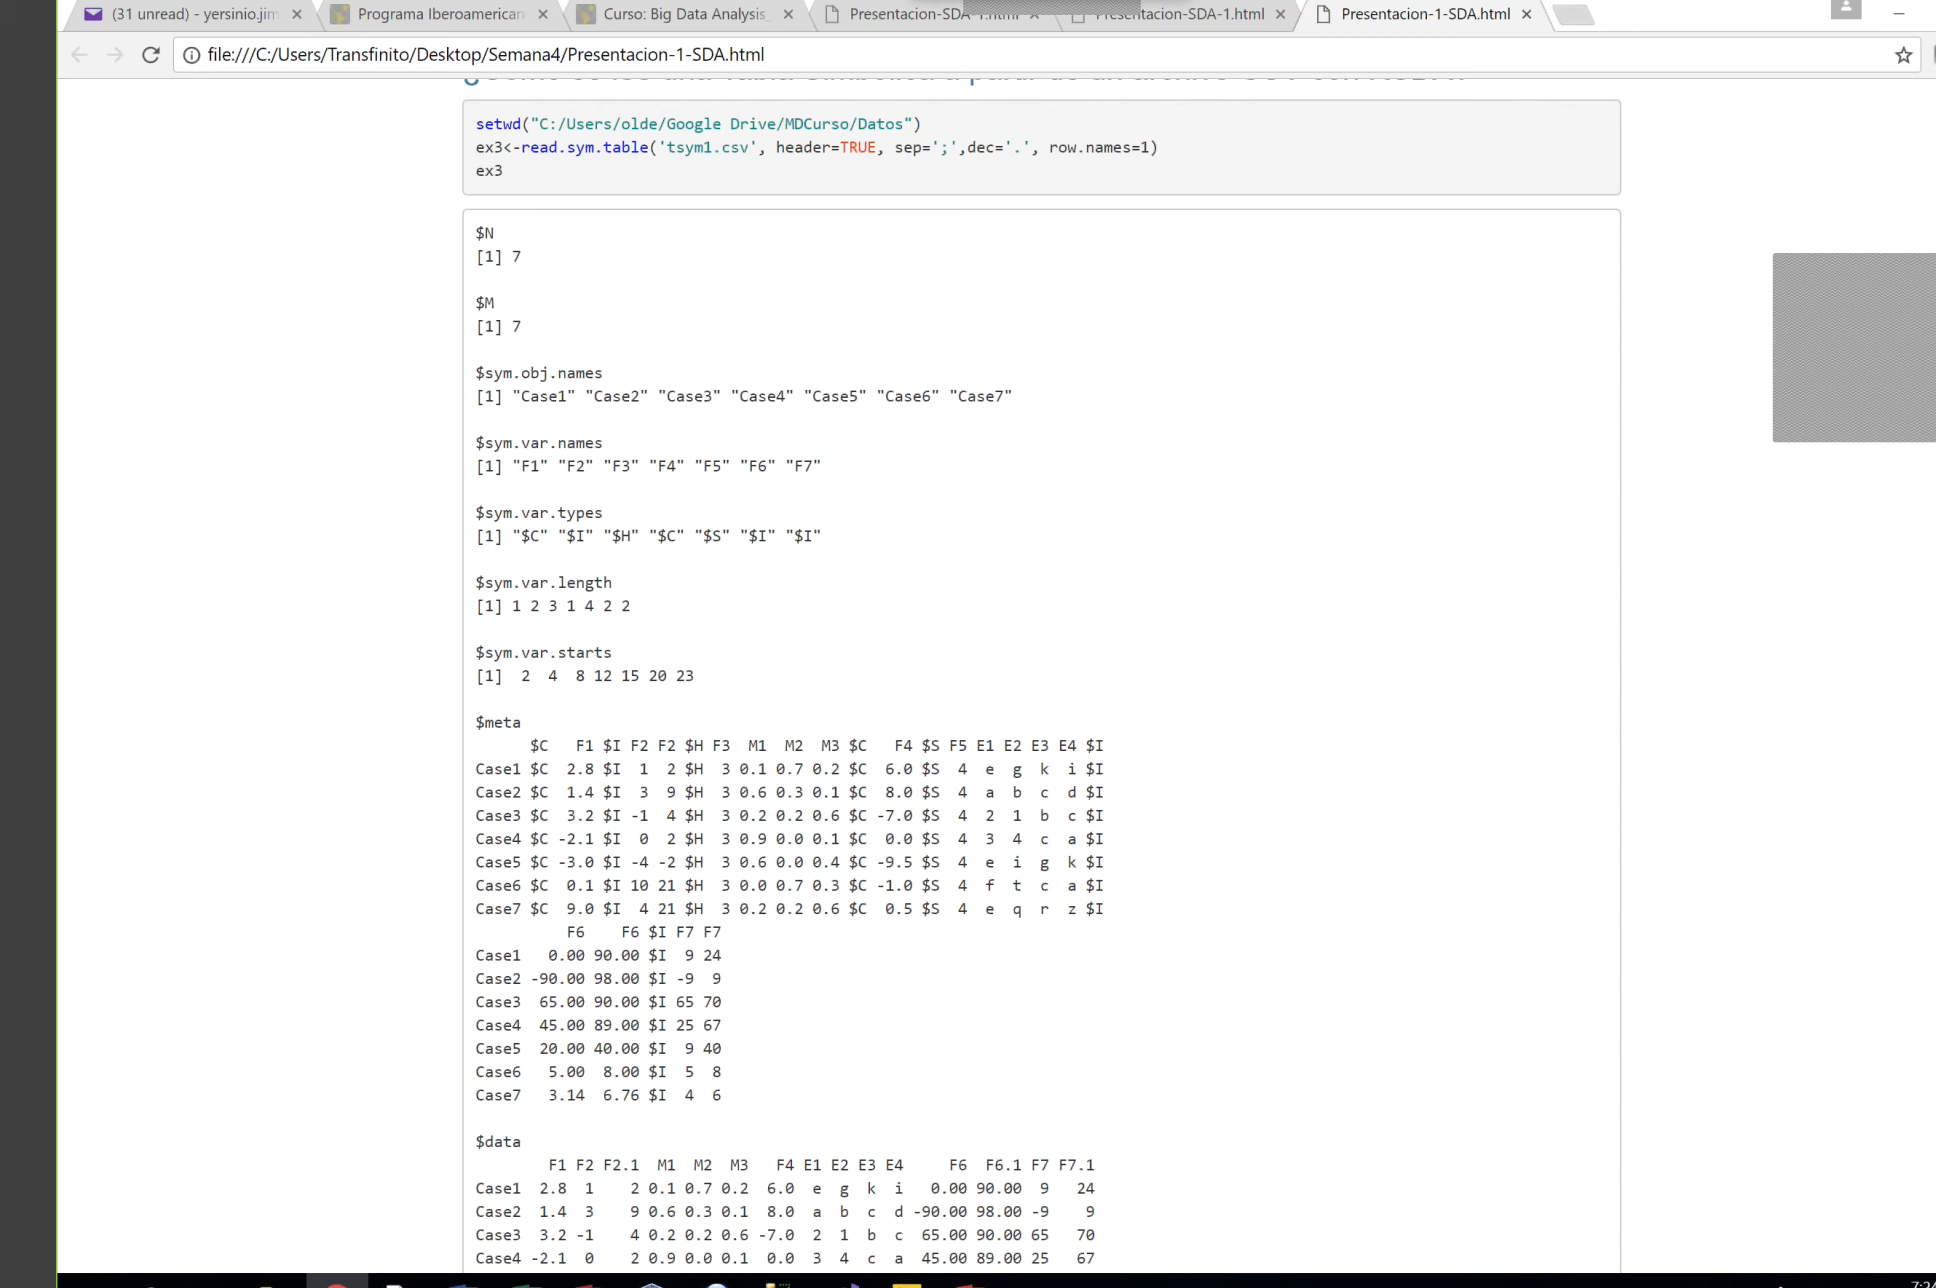 (31 unread) - yersinio.jim
Programa Iberoamerican
Curso: Big Data Analysis_
Presentacion-SDA-1.html
Presentacion-SDA-1.html
Presentacion-1-SDA.html
file:///C:/Users/Transfinito/Desktop/Semana4/Presentacion-1-SDA.html
setwd("C:/Users/olde/Google Drive/MDCurso/Datos")
ex3<-read.sym.table('tsym1.csv', header=TRUE, sep=';',dec='.', row.names=1)
ex3
$N
[1] 7
$M
[1] 7
$sym.obj.names
[1] "Case1" "Case2" "Case3" "Case4" "Case5" "Case6" "Case7"
$sym.var.names
[1] "F1" "F2" "F3" "F4" "F5" "F6" "F7"
$sym.var.types
[1] "$C" "$I" "$H" "$C" "$S" "$I" "$I"
$sym.var.length
[1] 1 2 3 1 4 2 2
$sym.var.starts
[1]  2  4  8 12 15 20 23
$meta
      $C   F1 $I F2 F2 $H F3  M1  M2  M3 $C   F4 $S F5 E1 E2 E3 E4 $I
Case1 $C  2.8 $I  1  2 $H  3 0.1 0.7 0.2 $C  6.0 $S  4  e  g  k  i $I
Case2 $C  1.4 $I  3  9 $H  3 0.6 0.3 0.1 $C  8.0 $S  4  a  b  c  d $I
Case3 $C  3.2 $I -1  4 $H  3 0.2 0.2 0.6 $C -7.0 $S  4  2  1  b  c $I
Case4 $C -2.1 $I  0  2 $H  3 0.9 0.0 0.1 $C  0.0 $S  4  3  4  c  a $I
Case5 $C -3.0 $I -4 -2 $H  3 0.6 0.0 0.4 $C -9.5 $S  4  e  i  g  k $I
Case6 $C  0.1 $I 10 21 $H  3 0.0 0.7 0.3 $C -1.0 $S  4  f  t  c  a $I
Case7 $C  9.0 $I  4 21 $H  3 0.2 0.2 0.6 $C  0.5 $S  4  e  q  r  z $I
          F6    F6 $I F7 F7
Case1   0.00 90.00 $I  9 24
Case2 -90.00 98.00 $I -9  9
Case3  65.00 90.00 $I 65 70
Case4  45.00 89.00 $I 25 67
Case5  20.00 40.00 $I  9 40
Case6   5.00  8.00 $I  5  8
Case7   3.14  6.76 $I  4  6
$data
        F1 F2 F2.1  M1  M2  M3   F4 E1 E2 E3 E4     F6  F6.1 F7 F7.1
Case1  2.8  1    2 0.1 0.7 0.2  6.0  e  g  k  i   0.00 90.00  9   24
Case2  1.4  3    9 0.6 0.3 0.1  8.0  a  b  c  d -90.00 98.00 -9    9
Case3  3.2 -1    4 0.2 0.2 0.6 -7.0  2  1  b  c  65.00 90.00 65   70
Case4 -2.1  0    2 0.9 0.0 0.1  0.0  3  4  c  a  45.00 89.00 25   67